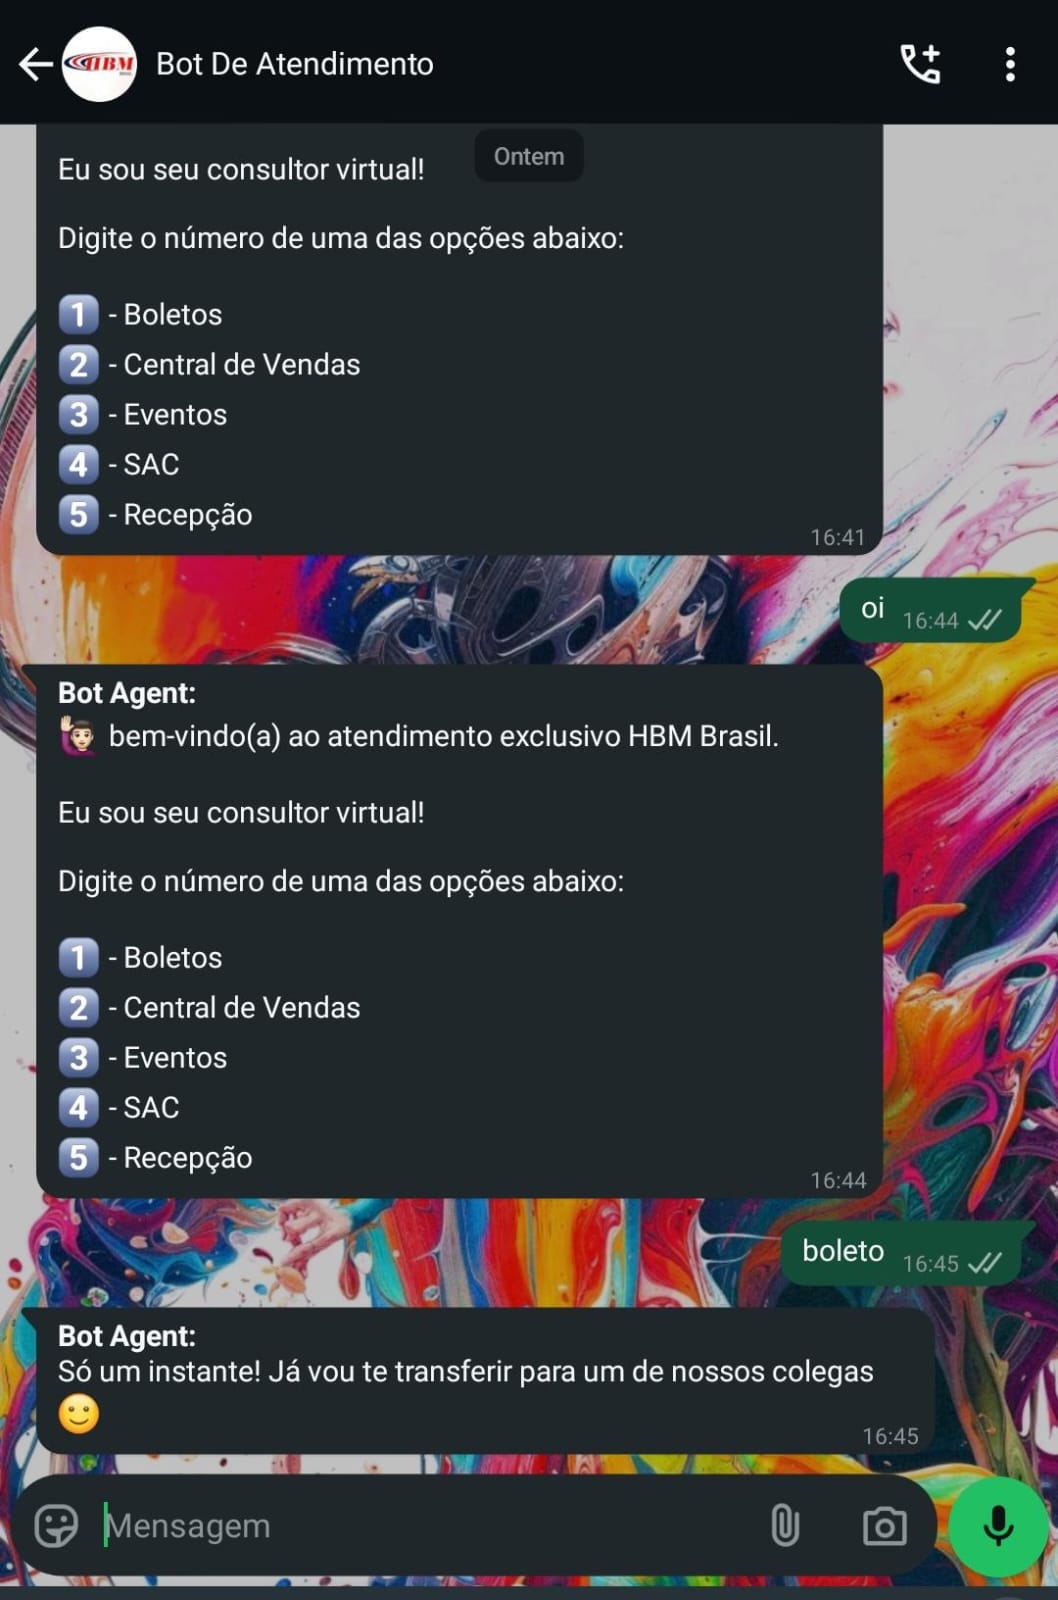 HBM
Bot De Atendimento
Ontem
Eu sou seu consultor virtual!
Digite o número de uma das opções abaixo:
1 - Boletos
2 - Central de Vendas
3 - Eventos
4 - SAC
5 - Recepção
16:41
oi 16:44
Bot Agent:
bem-vindo(a) ao atendimento exclusivo HBM Brasil.
Eu sou seu consultor virtual!
Digite o número de uma das opções abaixo:
1 - Boletos
2 - Central de Vendas
3 - Eventos
4 - SAC
5 - Recepção
16:44
boleto 16:45
Bot Agent:
Só um instante! Já vou te transferir para um de nossos colegas
16:45
Mensagem